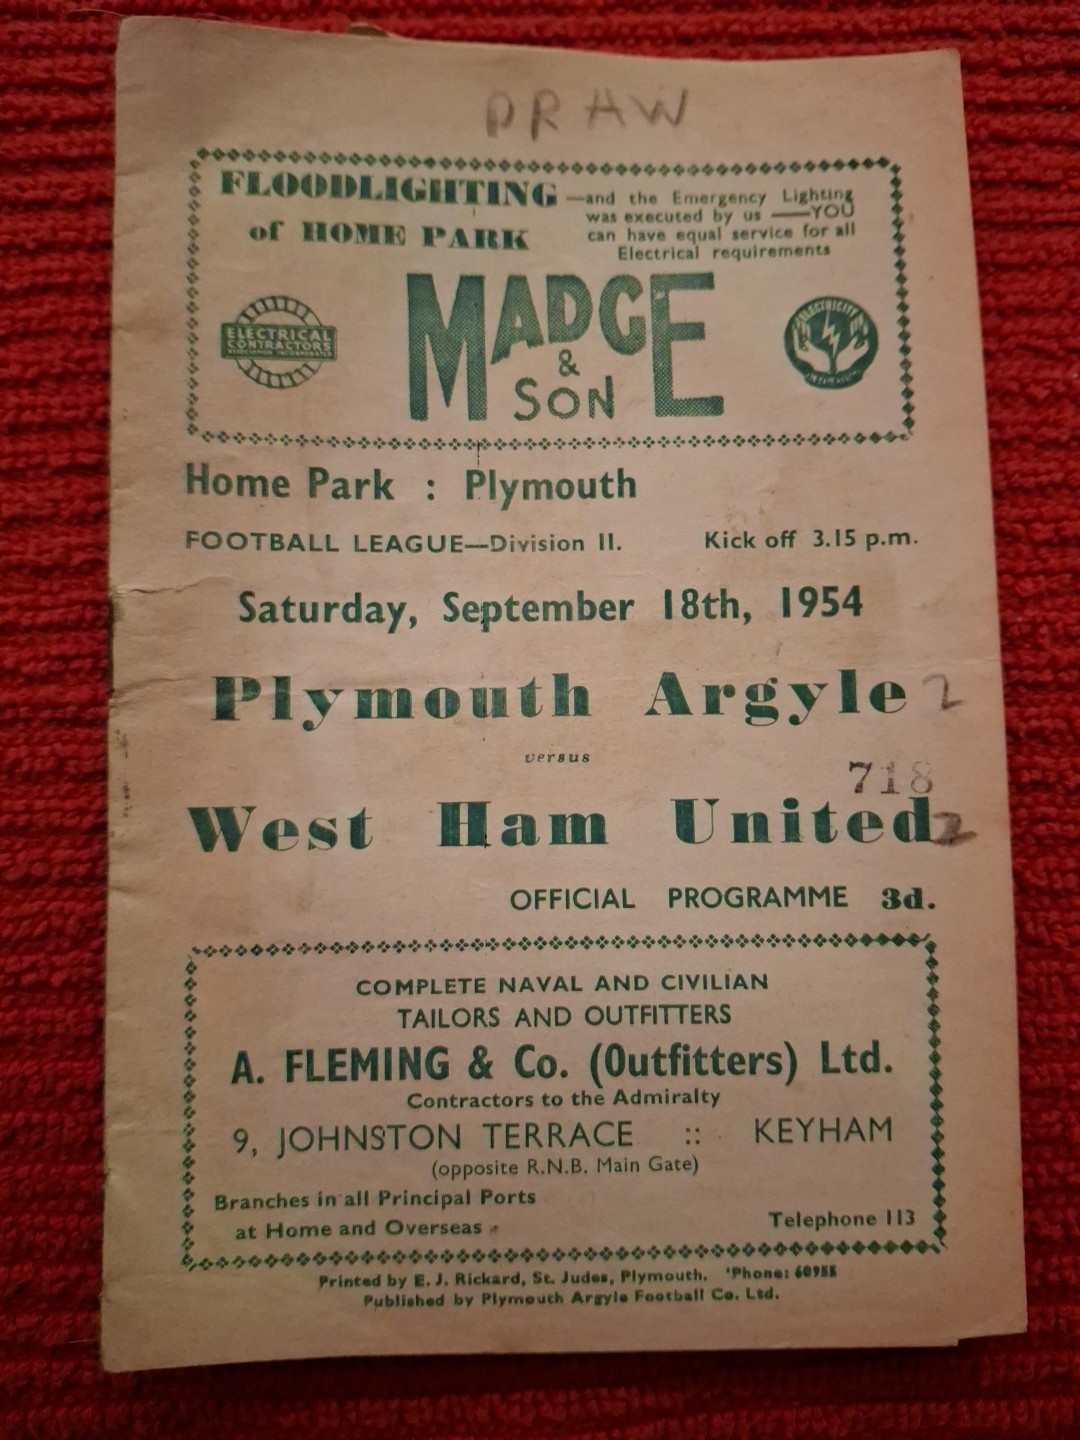 DRAW
FLOODLIGHTING
of HOME PARK
—and the Emergency Lighting
was executed by us —YOU
can have equal service for all
Electrical requirements
MADGE
&
SON
ELECTRICAL
CONTRACTORS
ASSOCIATION INCORPORATED
ELECTRICITY
Home Park : Plymouth
FOOTBALL LEAGUE—Division II. Kick off 3.15 p.m.
Saturday, September 18th, 1954
Plymouth Argyle 2
versus
718
West Ham United 2
OFFICIAL PROGRAMME 3d.
COMPLETE NAVAL AND CIVILIAN
TAILORS AND OUTFITTERS
A. FLEMING & Co. (Outfitters) Ltd.
Contractors to the Admiralty
9, JOHNSTON TERRACE :: KEYHAM
(opposite R.N.B. Main Gate)
Branches in all Principal Ports
at Home and Overseas
Telephone 113
Printed by E. J. Rickard, St. Judes, Plymouth. 'Phone: 60955
Published by Plymouth Argyle Football Co. Ltd.